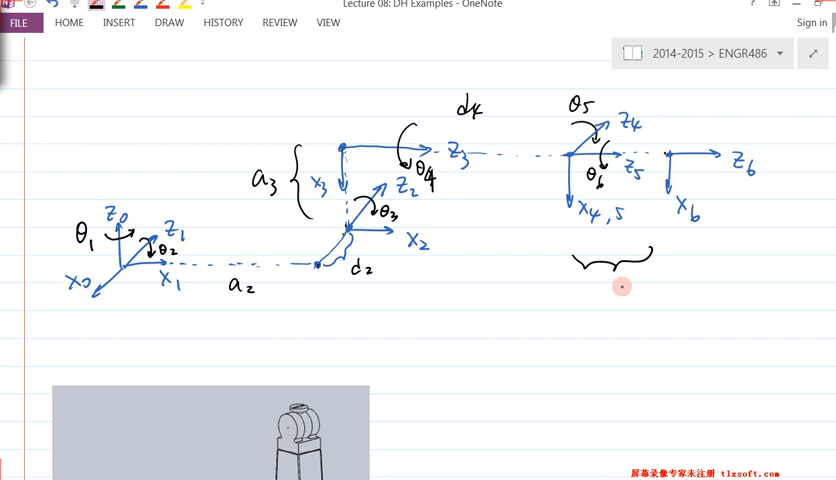 Lecture 08: DH Examples - OneNote
FILE HOME INSERT DRAW HISTORY REVIEW VIEW Sign in
2014-2015 > ENGR486
d4 θ5
Z4
Z3 Z5 Z6
a3 X3 θ4 θ6
Z2
θ3 X4,5 X6
Z0 Z1 X2
θ1 θ2
X0 X1 a2 d2
屏幕录像专家未注册 tlxsoft.com